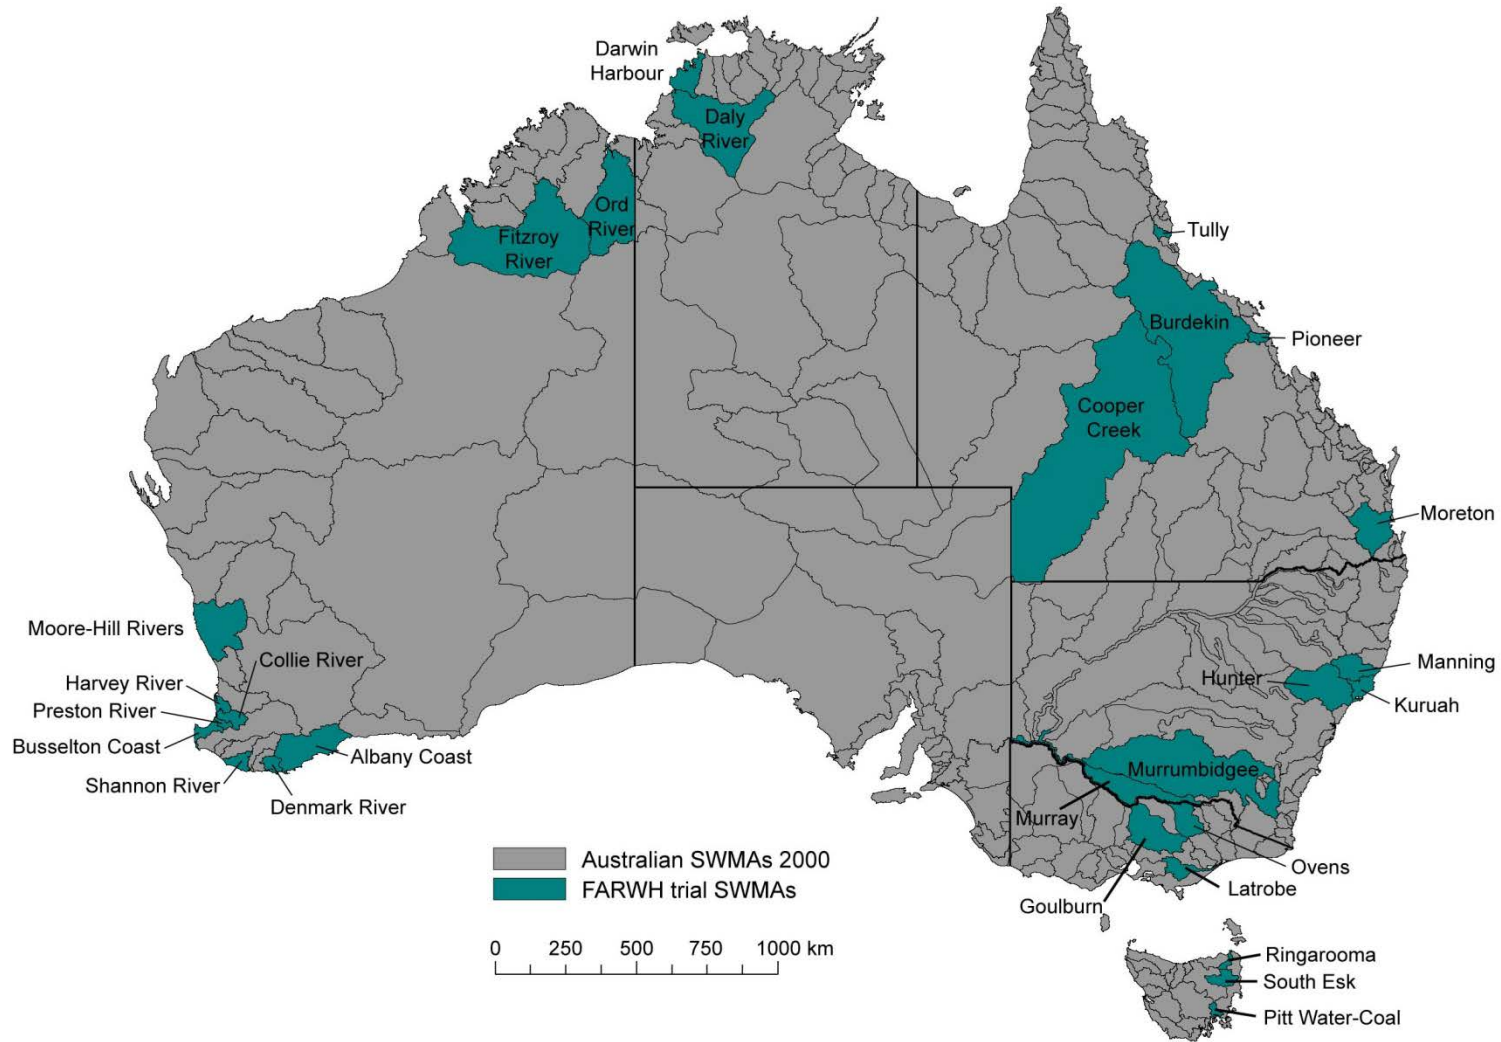 Darwin
Harbour
Daly
River
Ord
River
Fitzroy
River
Tully
Burdekin
Pioneer
Cooper
Creek
Moreton
Moore-Hill Rivers
Collie River
Harvey River
Preston River
Busselton Coast
Shannon River
Albany Coast
Denmark River
Manning
Hunter
Kuruah
Murrumbidgee
Murray
Ovens
Latrobe
Goulburn
Australian SWMAs 2000
FARWH trial SWMAs
0 250 500 750 1000 km
Ringarooma
South Esk
Pitt Water-Coal